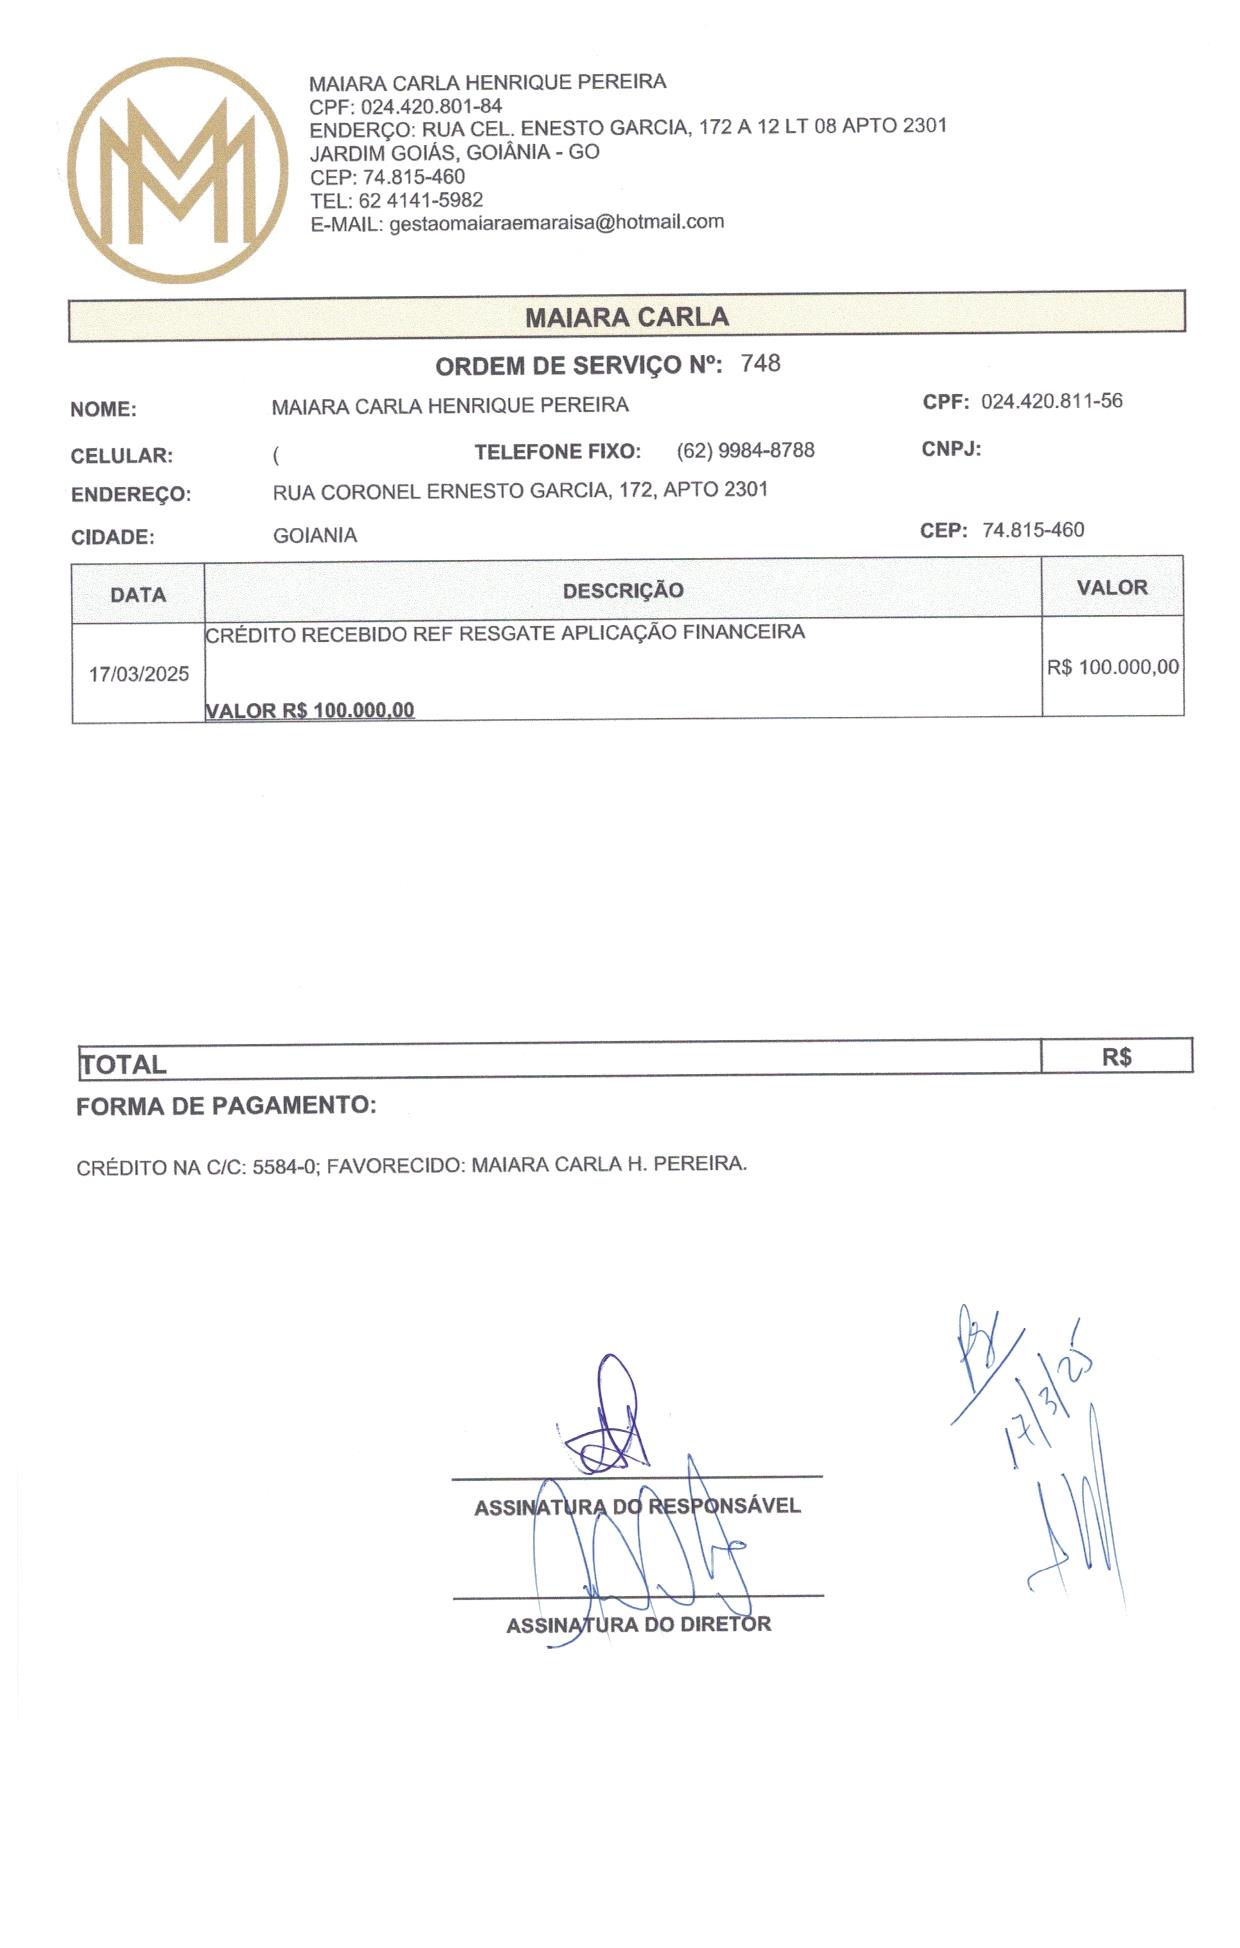 MAIARA CARLA HENRIQUE PEREIRA
CPF: 024.420.801-84
ENDERÇO: RUA CEL. ENESTO GARCIA, 172 A 12 LT 08 APTO 2301
JARDIM GOIÁS, GOIÂNIA - GO
CEP: 74.815-460
TEL: 62 4141-5982
E-MAIL: gestaomaiaraemaraisa@hotmail.com
MAIARA CARLA
ORDEM DE SERVIÇO Nº: 748
NOME: MAIARA CARLA HENRIQUE PEREIRA CPF: 024.420.811-56
CELULAR: ( TELEFONE FIXO: (62) 9984-8788 CNPJ:
ENDEREÇO: RUA CORONEL ERNESTO GARCIA, 172, APTO 2301
CIDADE: GOIANIA CEP: 74.815-460
DATA DESCRIÇÃO VALOR
CRÉDITO RECEBIDO REF RESGATE APLICAÇÃO FINANCEIRA
17/03/2025 R$ 100.000,00
VALOR R$ 100.000,00
TOTAL R$
FORMA DE PAGAMENTO:
CRÉDITO NA C/C: 5584-0; FAVORECIDO: MAIARA CARLA H. PEREIRA.
17/3/25
ASSINATURA DO RESPONSÁVEL
ASSINATURA DO DIRETOR